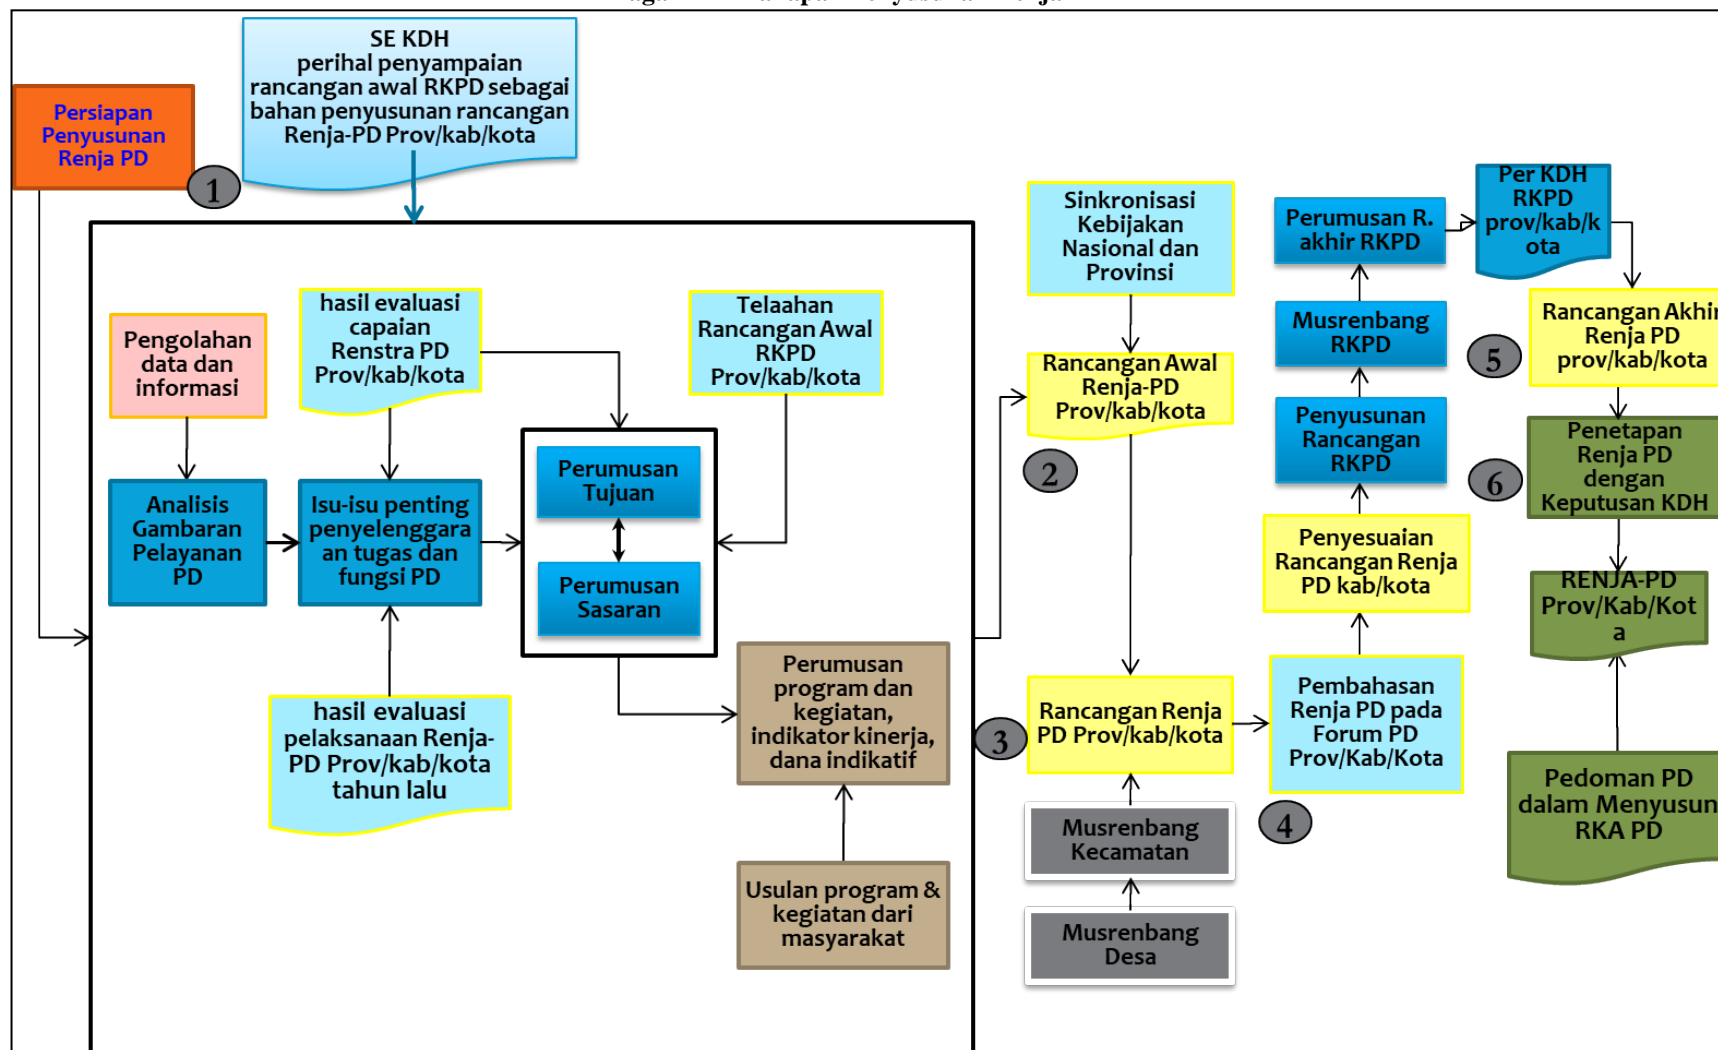 SE KDH
perihal penyampaian
rancangan awal RKPD sebagai
bahan penyusunan rancangan
Renja-PD Prov/kab/kota
Persiapan
Penyusunan
Renja PD
1
Pengolahan
data dan
informasi
hasil evaluasi
capaian
Renstra PD
Prov/kab/kota
Telaahan
Rancangan Awal
RKPD
Prov/kab/kota
Analisis
Gambaran
Pelayanan
PD
Isu-isu penting
penyelenggara
an tugas dan
fungsi PD
Perumusan
Tujuan
Perumusan
Sasaran
hasil evaluasi
pelaksanaan Renja-
PD Prov/kab/kota
tahun lalu
Perumusan
program dan
kegiatan,
indikator kinerja,
dana indikatif
Usulan program &
kegiatan dari
masyarakat
Sinkronisasi
Kebijakan
Nasional dan
Provinsi
Rancangan Awal
Renja-PD
Prov/kab/kota
2
3
Rancangan Renja
PD Prov/kab/kota
Musrenbang
Kecamatan
Musrenbang
Desa
4
Pembahasan
Renja PD pada
Forum PD
Prov/Kab/Kota
Penyesuaian
Rancangan Renja
PD kab/kota
Penyusunan
Rancangan
RKPD
Musrenbang
RKPD
Perumusan R.
akhir RKPD
Per KDH
RKPD
prov/kab/k
ota
5
Rancangan Akhir
Renja PD
prov/kab/kota
6
Penetapan
Renja PD
dengan
Keputusan KDH
RENJA-PD
Prov/Kab/Kot
a
Pedoman PD
dalam Menyusun
RKA PD